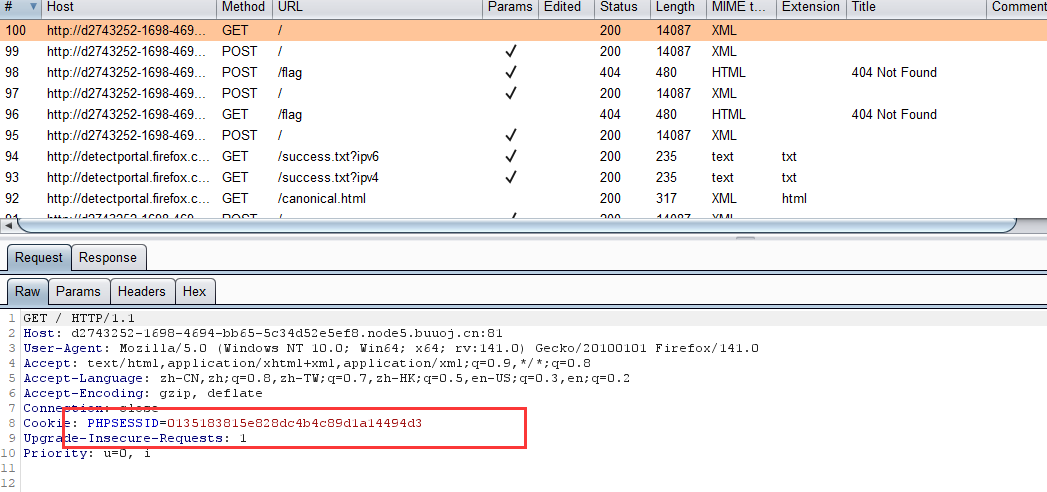 # Host Method URL Params Edited Status Length MIME t... Extension Title Comment
100 http://d2743252-1698-469... GET / 200 14087 XML
99 http://d2743252-1698-469... POST / ✓ 200 14087 XML
98 http://d2743252-1698-469... POST /flag ✓ 404 480 HTML 404 Not Found
97 http://d2743252-1698-469... POST / ✓ 200 14087 XML
96 http://d2743252-1698-469... GET /flag 404 480 HTML 404 Not Found
95 http://d2743252-1698-469... POST / ✓ 200 14087 XML
94 http://detectportal.firefox.c... GET /success.txt?ipv6 ✓ 200 235 text txt
93 http://detectportal.firefox.c... GET /success.txt?ipv4 ✓ 200 235 text txt
92 http://detectportal.firefox.c... GET /canonical.html 200 317 XML html
91 http://d2743252-1698-469... POST / ✓ 200 14087 XML
Request Response
Raw Params Headers Hex
1 GET / HTTP/1.1
2 Host: d2743252-1698-4694-bb65-5c34d52e5ef8.node5.buuoj.cn:81
3 User-Agent: Mozilla/5.0 (Windows NT 10.0; Win64; x64; rv:141.0) Gecko/20100101 Firefox/141.0
4 Accept: text/html,application/xhtml+xml,application/xml;q=0.9,*/*;q=0.8
5 Accept-Language: zh-CN,zh;q=0.8,zh-TW;q=0.7,zh-HK;q=0.5,en-US;q=0.3,en;q=0.2
6 Accept-Encoding: gzip, deflate
7 Connection: close
8 Cookie: PHPSESSID=0135183815e828dc4b4c89d1a14494d3
9 Upgrade-Insecure-Requests: 1
10 Priority: u=0, i
11
12